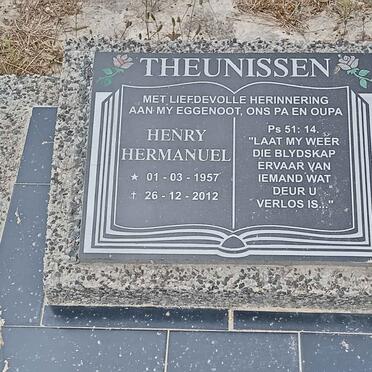 THEUNISSEN
MET LIEFDEVOLLE HERINNERING
AAN MY EGGENOOT, ONS PA EN OUPA
HENRY
HERMANUEL
★ 01 - 03 - 1957
† 26 - 12 - 2012
Ps 51: 14.
"LAAT MY WEER
DIE BLYDSKAP
ERVAAR VAN
IEMAND WAT
DEUR U
VERLOS IS..."